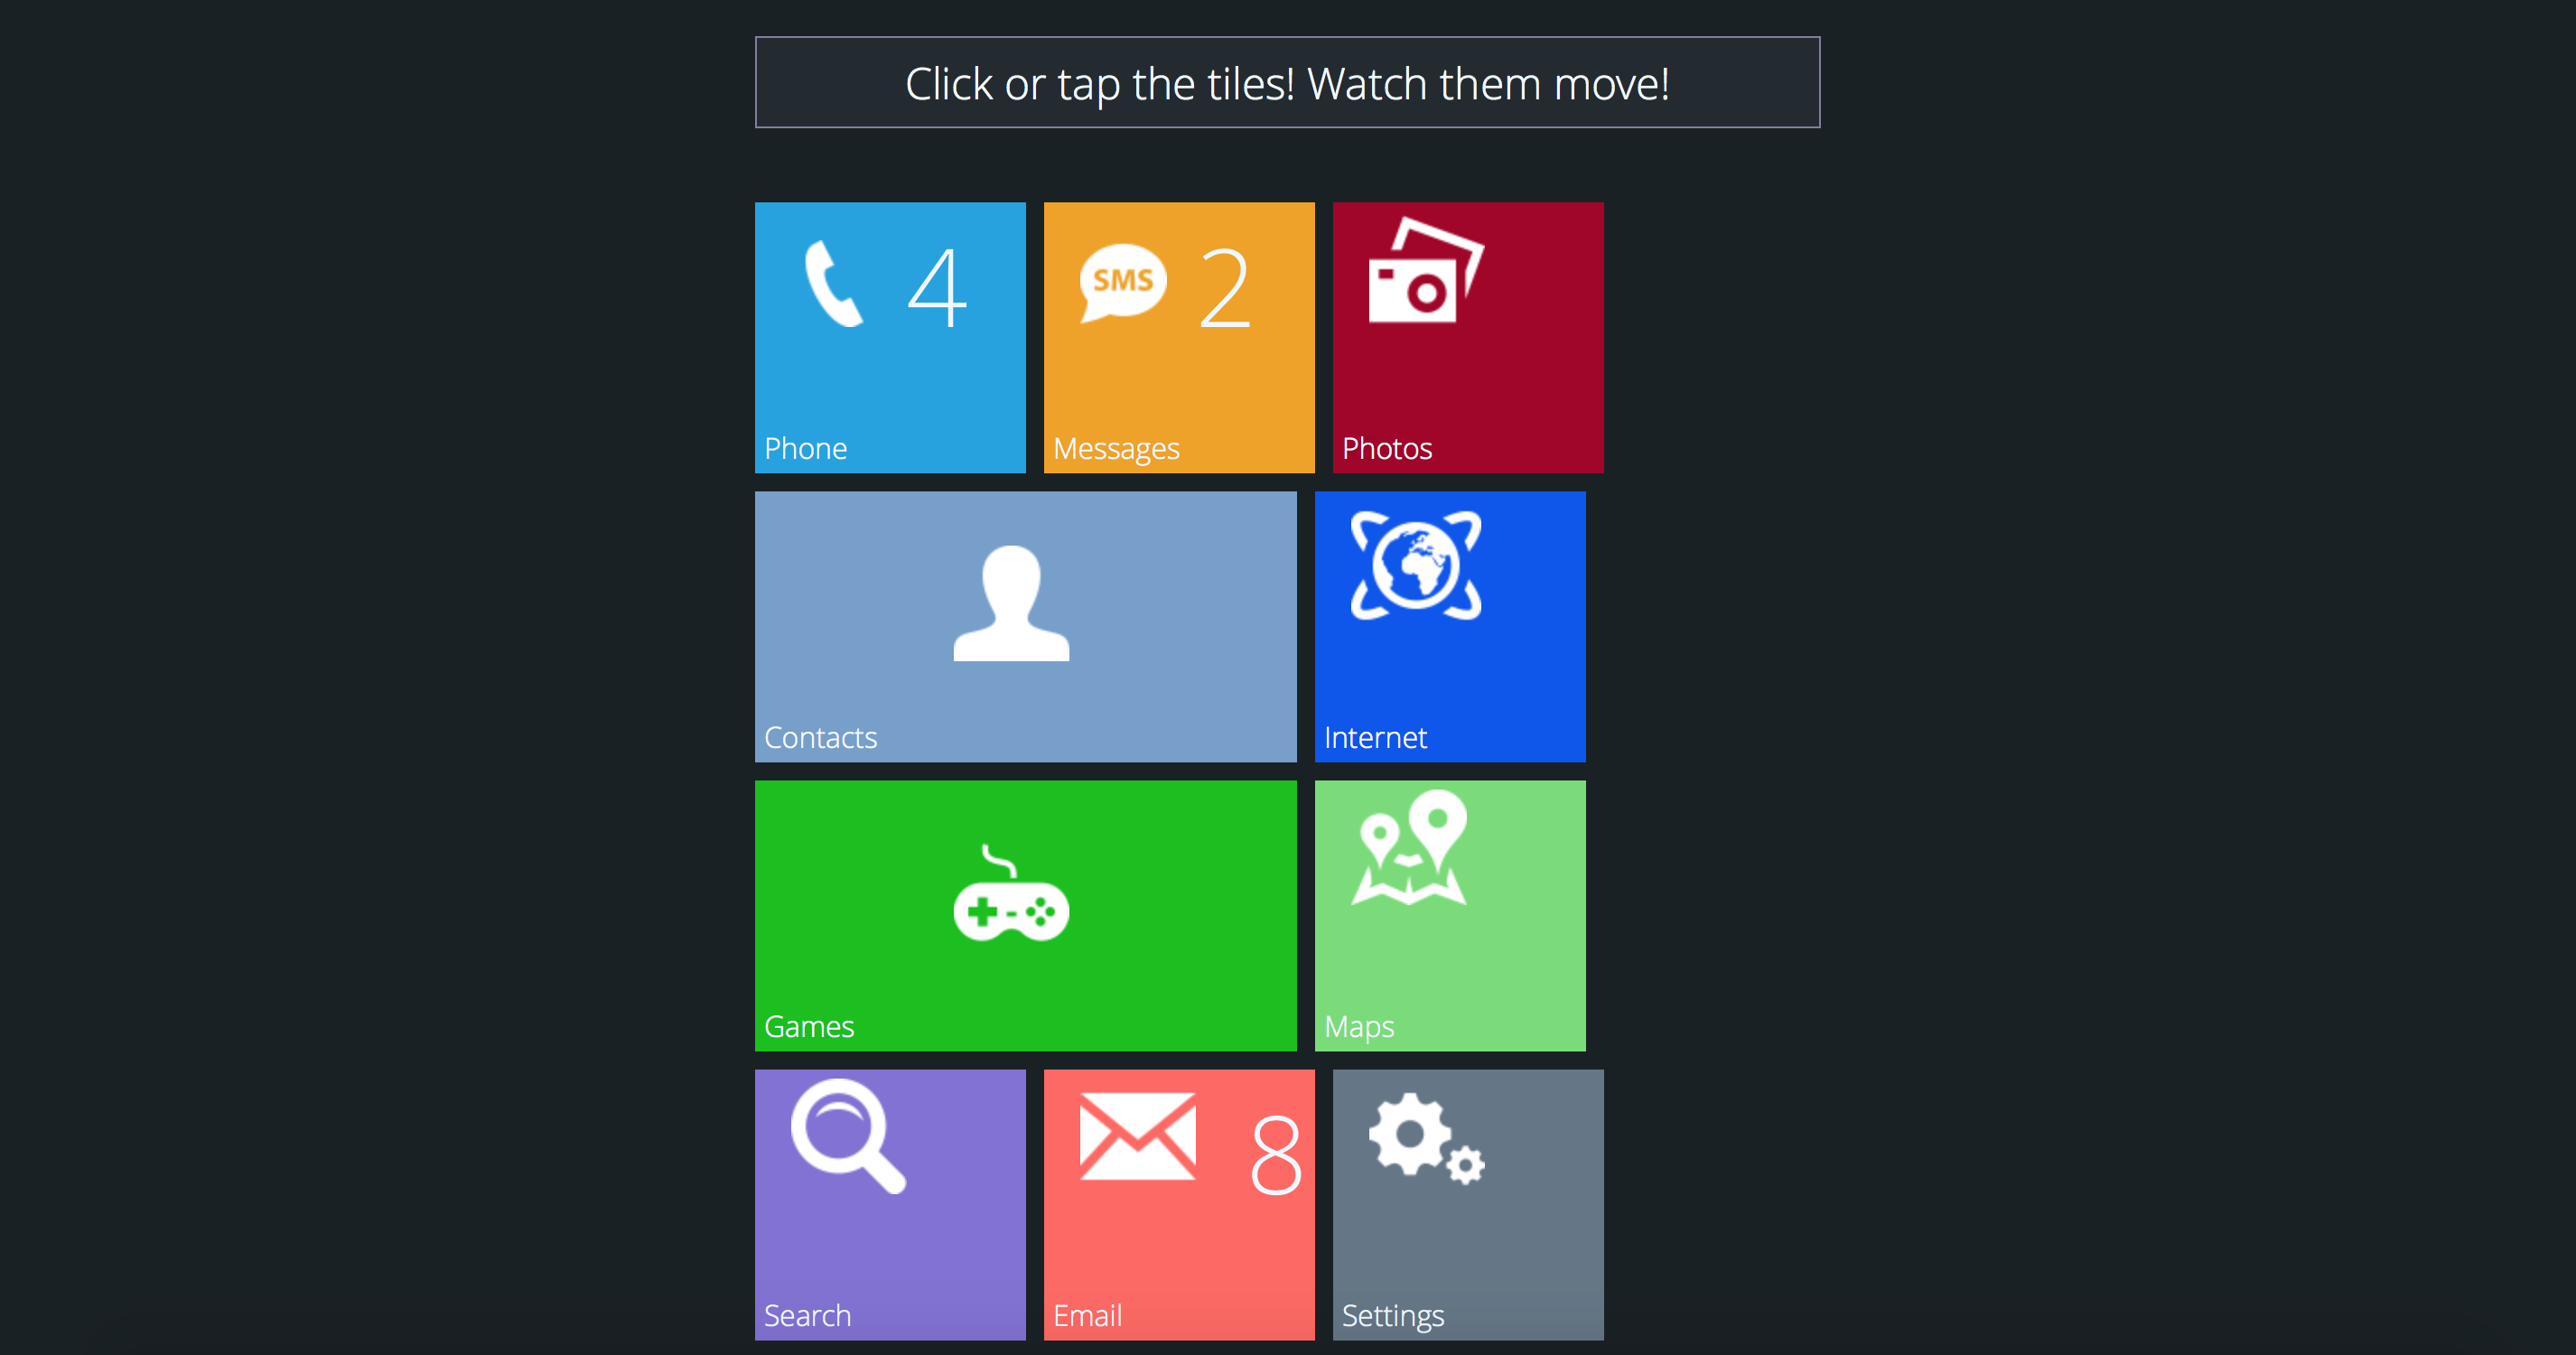 Click or tap the tiles! Watch them move!
4
SMS
2
Phone
Messages
Photos
Contacts
Internet
Games
Maps
8
Search
Email
Settings